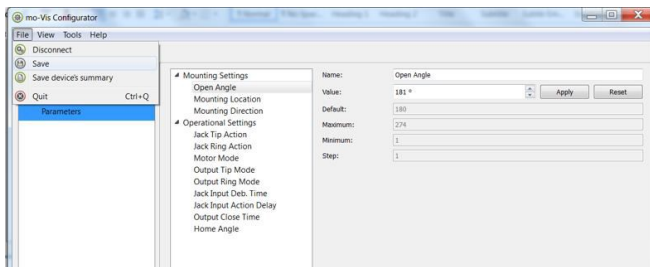 mo-Vis Configurator
File View Tools Help
Disconnect
Save
Save device's summary
Quit Ctrl+Q
Parameters
Mounting Settings
Open Angle
Mounting Location
Mounting Direction
Operational Settings
Jack Tip Action
Jack Ring Action
Motor Mode
Output Tip Mode
Output Ring Mode
Jack Input Deb. Time
Jack Input Action Delay
Output Close Time
Home Angle
Name: Open Angle
Value: 181 * Apply Reset
Default: 180
Maximum: 274
Minimum: 1
Step: 1